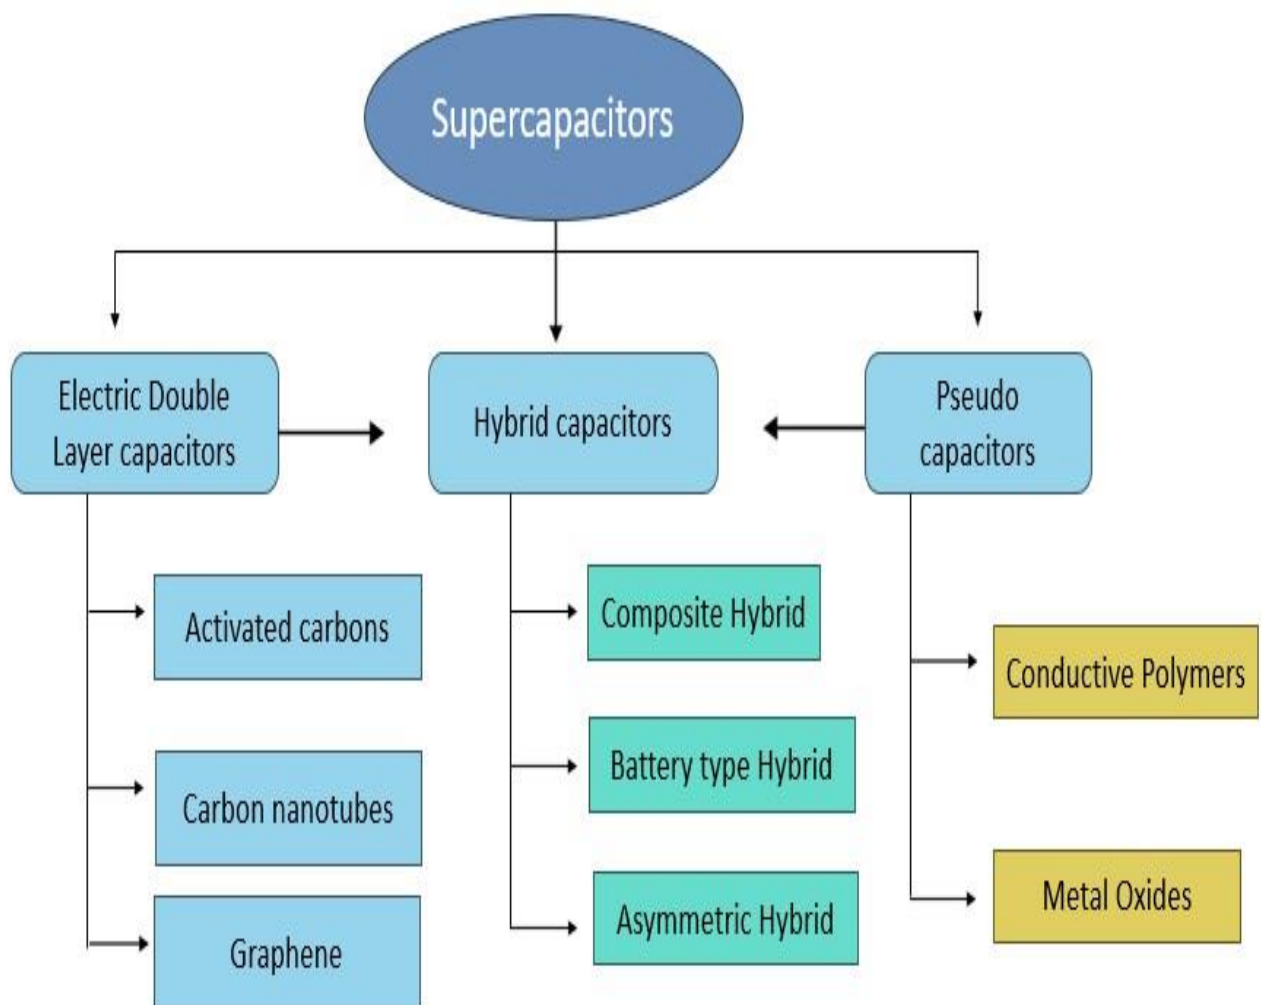 Supercapacitors
Electric Double
Layer capacitors
Hybrid capacitors
Pseudo
capacitors
Activated carbons
Carbon nanotubes
Graphene
Composite Hybrid
Battery type Hybrid
Asymmetric Hybrid
Conductive Polymers
Metal Oxides